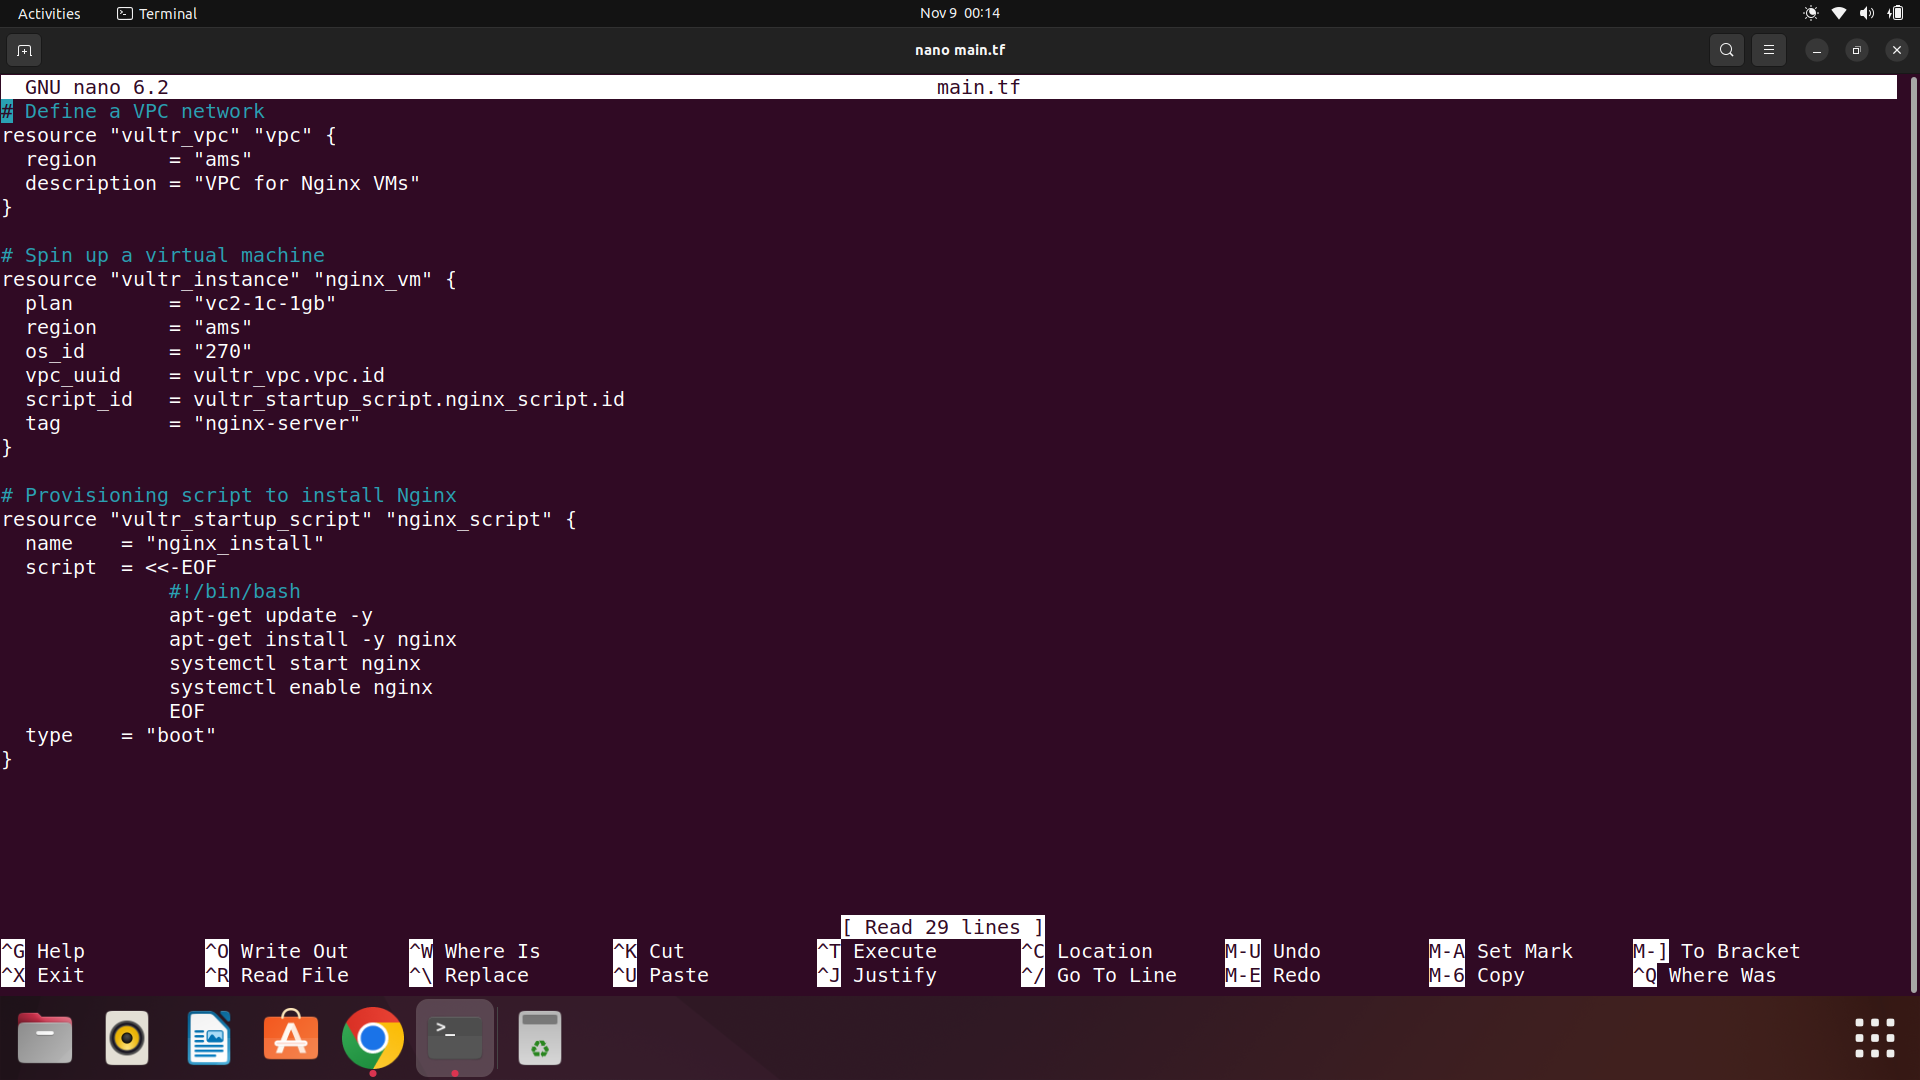 Activities Terminal Nov 9 00:14
nano main.tf
GNU nano 6.2 main.tf
# Define a VPC network
resource "vultr_vpc" "vpc" {
  region      = "ams"
  description = "VPC for Nginx VMs"
}

# Spin up a virtual machine
resource "vultr_instance" "nginx_vm" {
  plan        = "vc2-1c-1gb"
  region      = "ams"
  os_id       = "270"
  vpc_uuid    = vultr_vpc.vpc.id
  script_id   = vultr_startup_script.nginx_script.id
  tag         = "nginx-server"
}

# Provisioning script to install Nginx
resource "vultr_startup_script" "nginx_script" {
  name    = "nginx_install"
  script  = <<-EOF
              #!/bin/bash
              apt-get update -y
              apt-get install -y nginx
              systemctl start nginx
              systemctl enable nginx
              EOF
  type    = "boot"
}
[ Read 29 lines ]
^G Help ^O Write Out ^W Where Is ^K Cut ^T Execute ^C Location M-U Undo M-A Set Mark M-] To Bracket
^X Exit ^R Read File ^\ Replace ^U Paste ^J Justify ^/ Go To Line M-E Redo M-6 Copy ^Q Where Was
>_